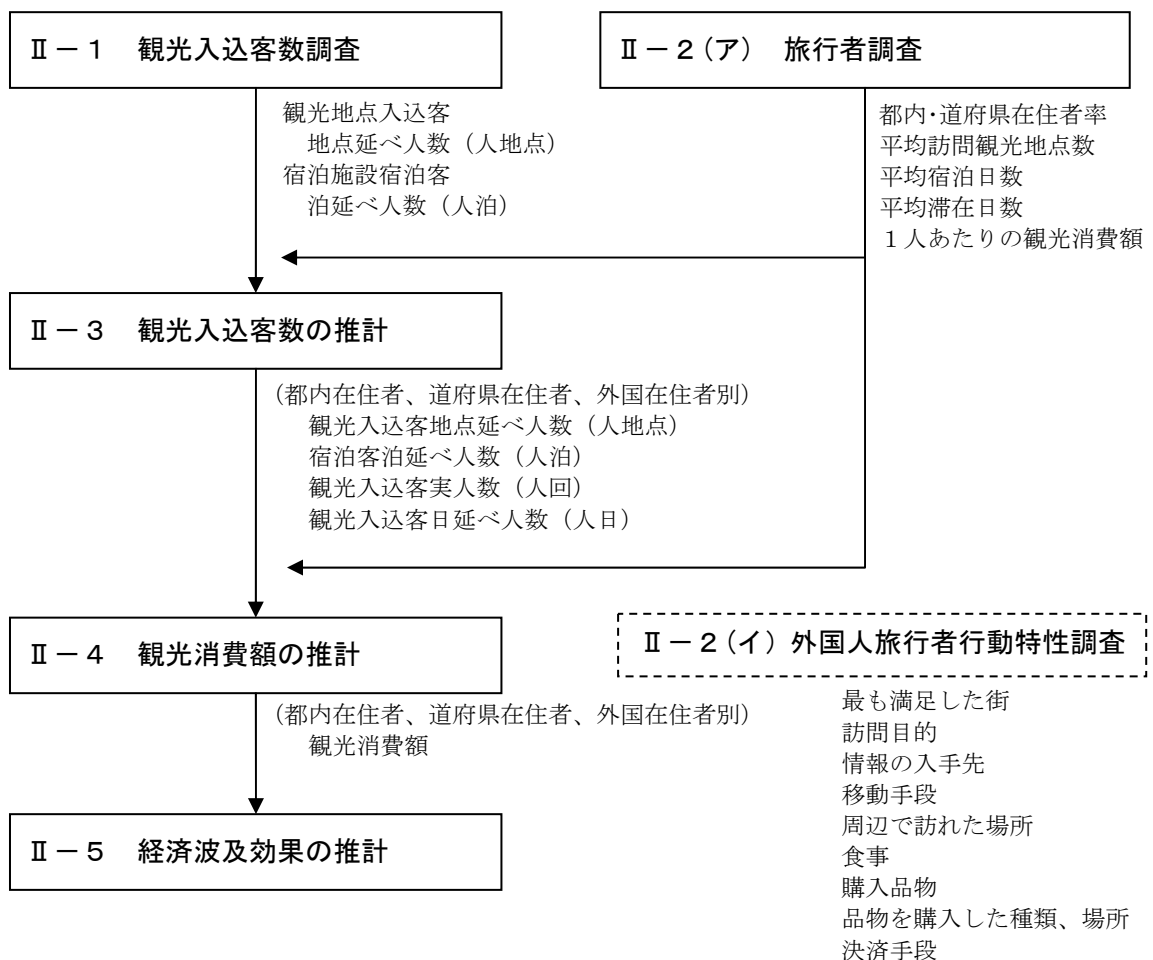 Ⅱ－１　観光入込客数調査
Ⅱ－２(ア)　旅行者調査
観光地点入込客
地点延べ人数（人地点）
宿泊施設宿泊客
泊延べ人数（人泊）
都内・道府県在住者率
平均訪問観光地点数
平均宿泊日数
平均滞在日数
１人あたりの観光消費額
Ⅱ－３　観光入込客数の推計
（都内在住者、道府県在住者、外国在住者別）
観光入込客地点延べ人数（人地点）
宿泊客泊延べ人数（人泊）
観光入込客実人数（人回）
観光入込客日延べ人数（人日）
Ⅱ－４　観光消費額の推計
（都内在住者、道府県在住者、外国在住者別）
観光消費額
Ⅱ－２(イ) 外国人旅行者行動特性調査
最も満足した街
訪問目的
情報の入手先
移動手段
周辺で訪れた場所
食事
購入品物
品物を購入した種類、場所
決済手段
Ⅱ－５　経済波及効果の推計